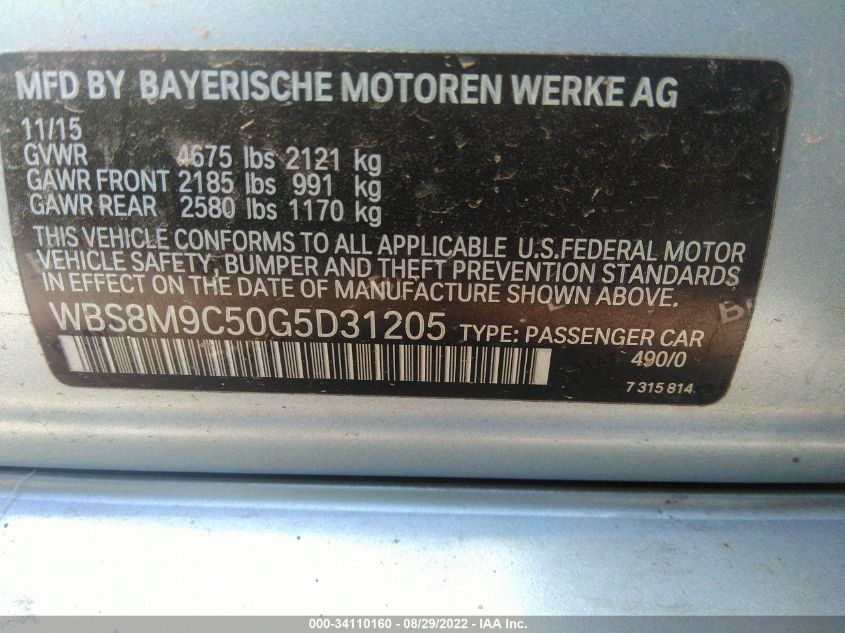 MFD BY BAYERISCHE MOTOREN WERKE AG
11/15
GVWR 4675 lbs 2121 kg
GAWR FRONT 2185 lbs 991 kg
GAWR REAR 2580 lbs 1170 kg
THIS VEHICLE CONFORMS TO ALL APPLICABLE U.S.FEDERAL MOTOR
VEHICLE SAFETY, BUMPER AND THEFT PREVENTION STANDARDS
IN EFFECT ON THE DATE OF MANUFACTURE SHOWN ABOVE.
WBS8M9C50G5D31205 TYPE: PASSENGER CAR
490/0
7 315 814
000-34110160 - 08/29/2022 - IAA Inc.